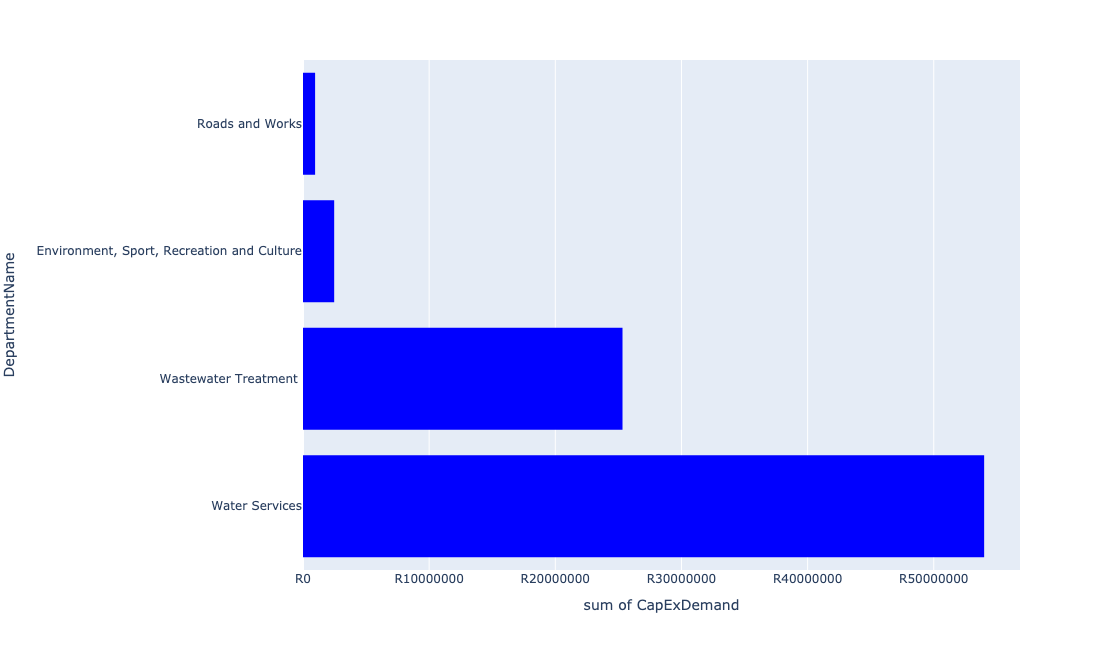 Roads and Works
Environment, Sport, Recreation and Culture
Wastewater Treatment
Water Services
DepartmentName
R0
R10000000
R20000000
R30000000
R40000000
R50000000
sum of CapExDemand